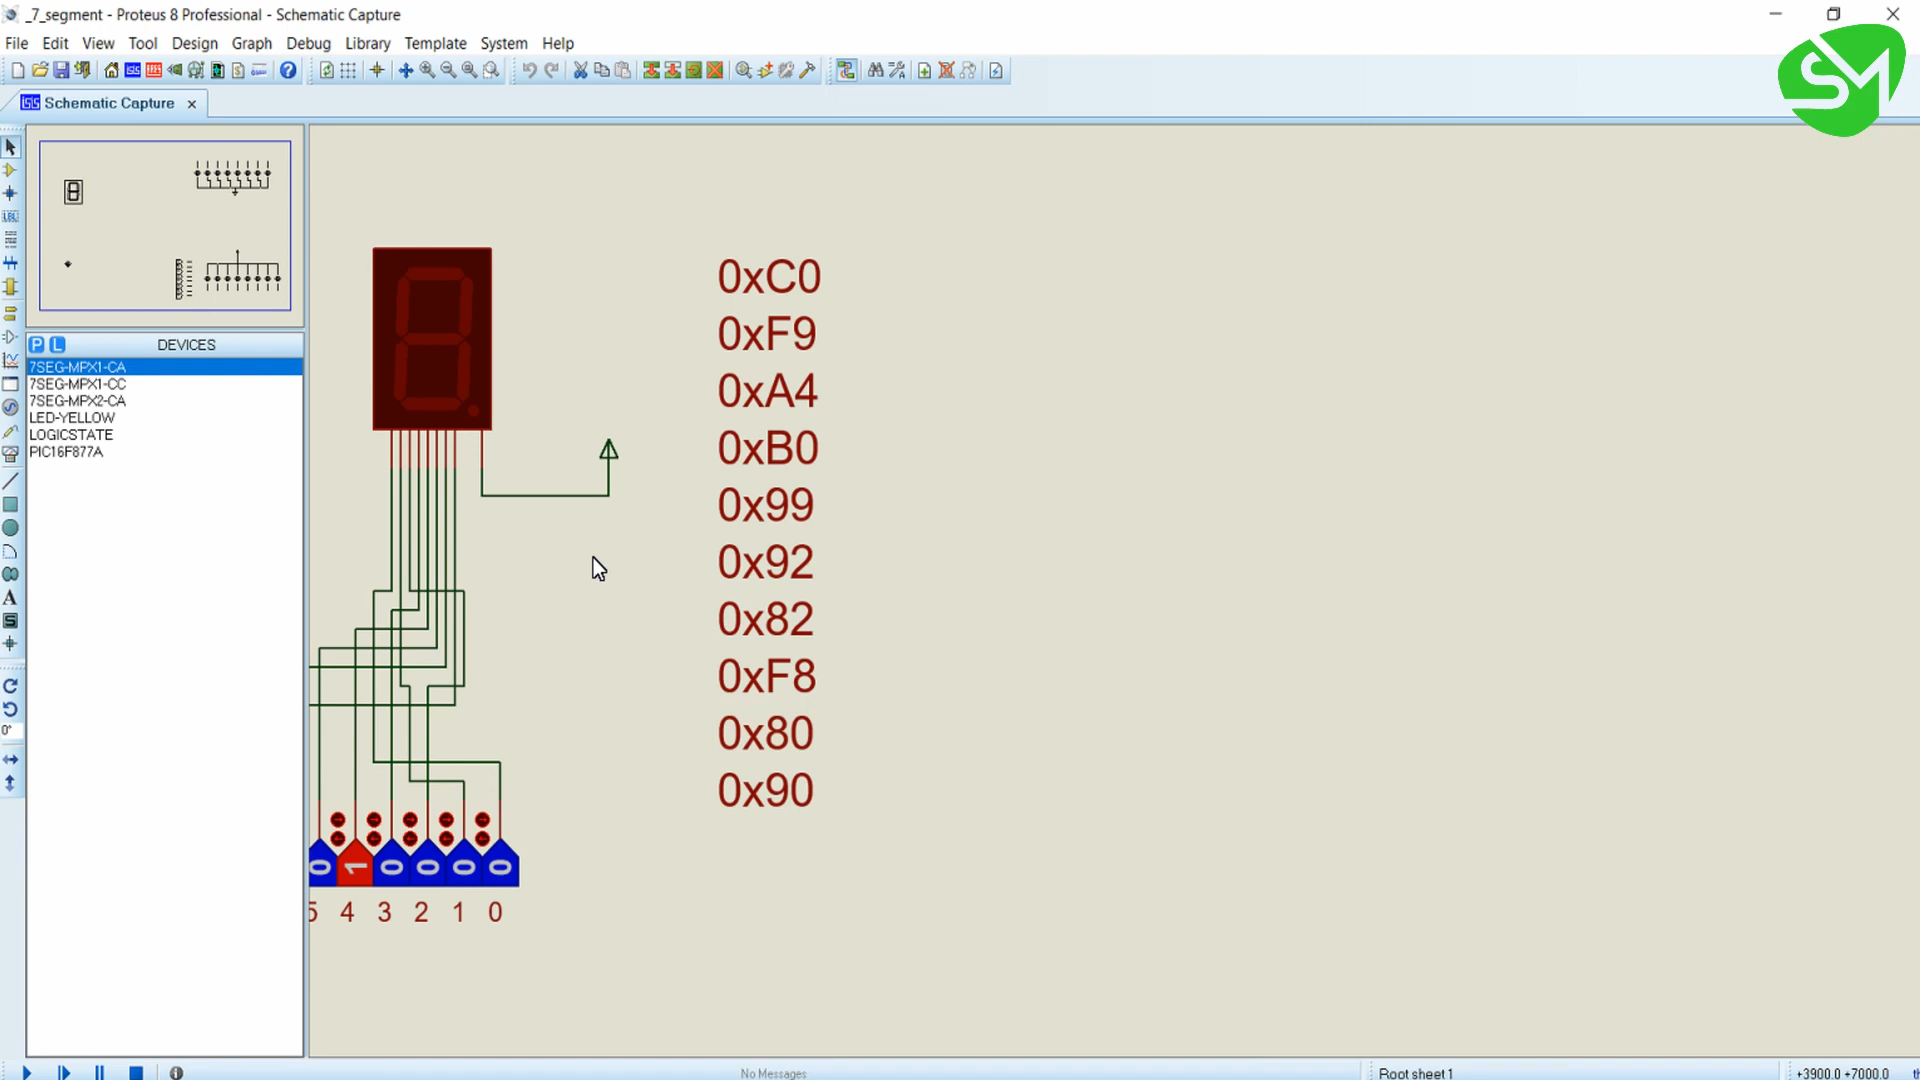 _7_segment - Proteus 8 Professional - Schematic Capture
File Edit View Tool Design Graph Debug Library Template System Help
SM
Schematic Capture
P L DEVICES
7SEG-MPX1-CA
7SEG-MPX1-CC
7SEG-MPX2-CA
LED-YELLOW
LOGICSTATE
PIC16F877A
LBL
A
S
0°
0xC0
0xF9
0xA4
0xB0
0x99
0x92
0x82
0xF8
0x80
0x90
0 1 0 0 0 0
5 4 3 2 1 0
No Messages
Root sheet 1
+3900.0 +7000.0